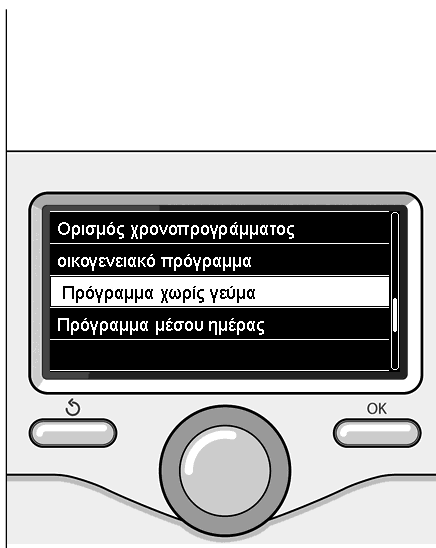 Ορισμός χρονοπρογράμματος
οικογενειακό πρόγραμμα
Πρόγραμμα χωρίς γεύμα
Πρόγραμμα μέσου ημέρας
OK